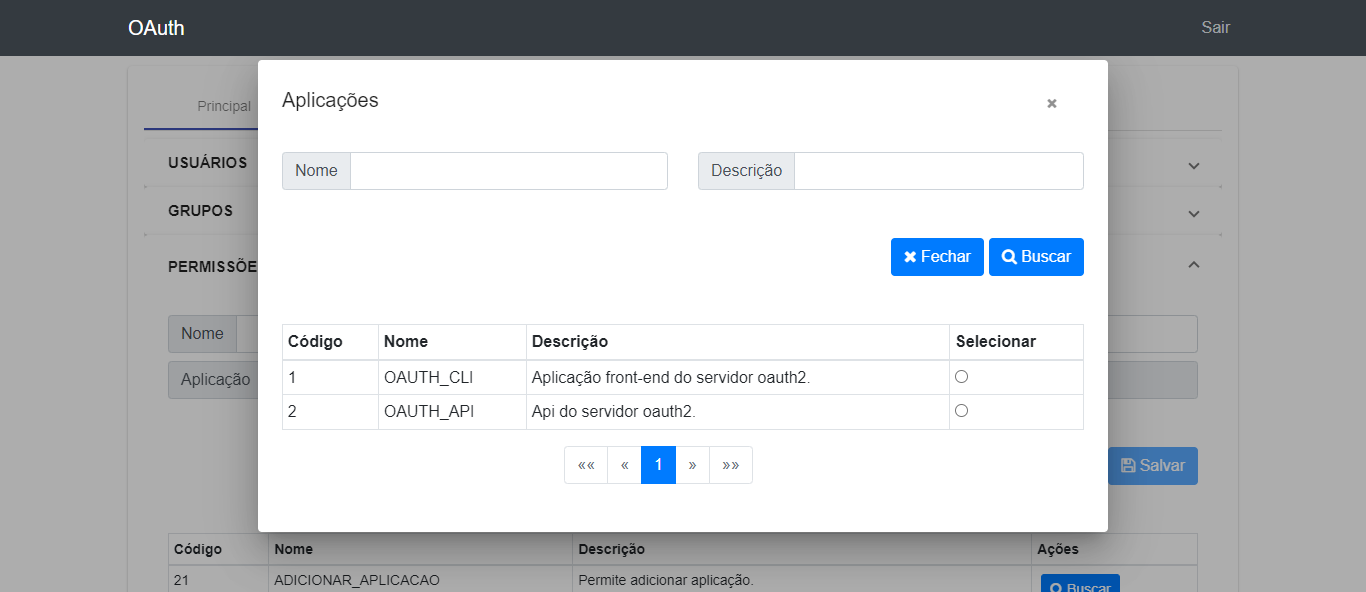 OAuth Sair
Aplicações ×
Principal
Nome Descrição
USUÁRIOS
GRUPOS
Fechar Buscar
PERMISSÕE
Nome
Código Nome Descrição Selecionar
Aplicação
1 OAUTH_CLI Aplicação front-end do servidor oauth2.
2 OAUTH_API Api do servidor oauth2.
«« « 1 » »»
Salvar
Código Nome Descrição Ações
21 ADICIONAR_APLICACAO Permite adicionar aplicação.
Buscar